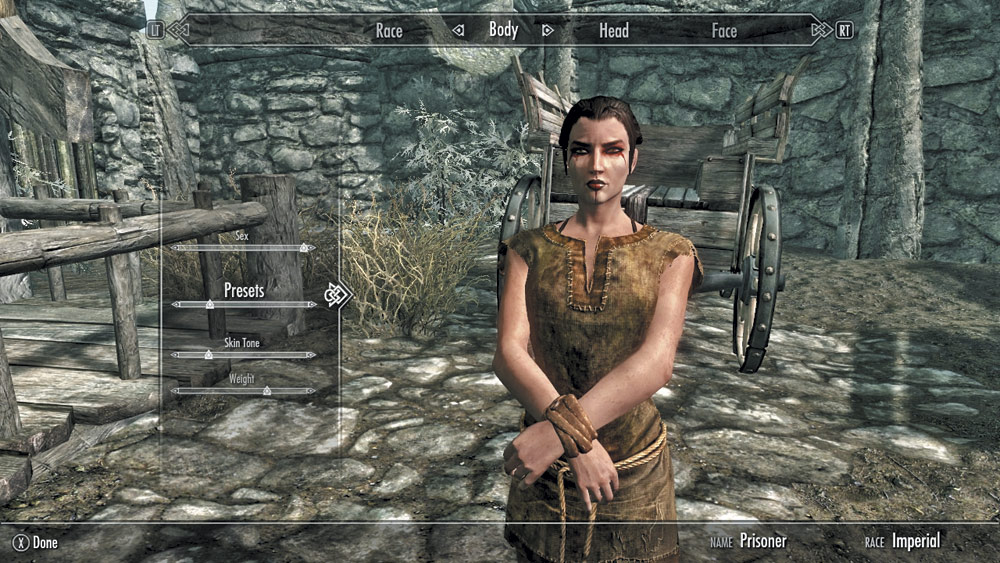 LT Race Body Head Face RT
Sex
Presets
Skin Tone
Weight
X Done NAME Prisoner RACE Imperial